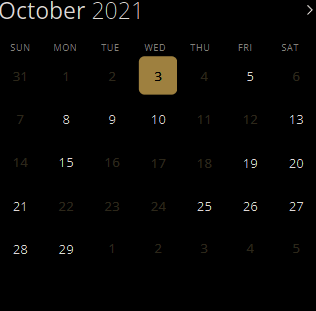 October 2021
SUN MON TUE WED THU FRI SAT
31 1 2 3 4 5 6
7 8 9 10 11 12 13
14 15 16 17 18 19 20
21 22 23 24 25 26 27
28 29 1 2 3 4 5